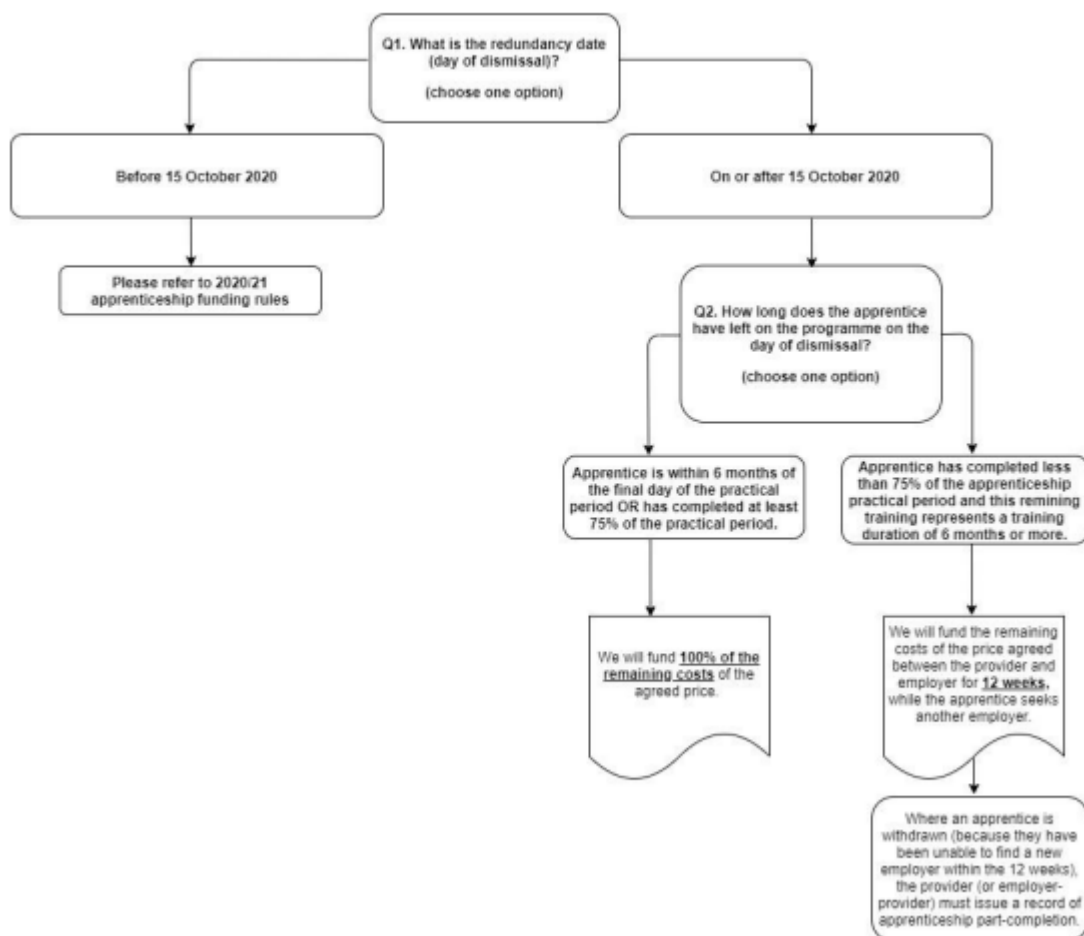 Q1. What is the redundancy date
(day of dismissal)?
(choose one option)
Before 15 October 2020
On or after 15 October 2020
Please refer to 2020/21
apprenticeship funding rules
Q2. How long does the apprentice
have left on the programme on the
day of dismissal?
(choose one option)
Apprentice is within 6 months of
the final day of the practical
period OR has completed at least
75% of the practical period.
Apprentice has completed less
than 75% of the apprenticeship
practical period and this remining
training represents a training
duration of 6 months or more.
We will fund 100% of the
remaining costs of the
agreed price.
We will fund the remaining
costs of the price agreed
between the provider and
employer for 12 weeks,
while the apprentice seeks
another employer.
Where an apprentice is
withdrawn (because they have
been unable to find a new
employer within the 12 weeks),
the provider (or employer-
provider) must issue a record of
apprenticeship part-completion.